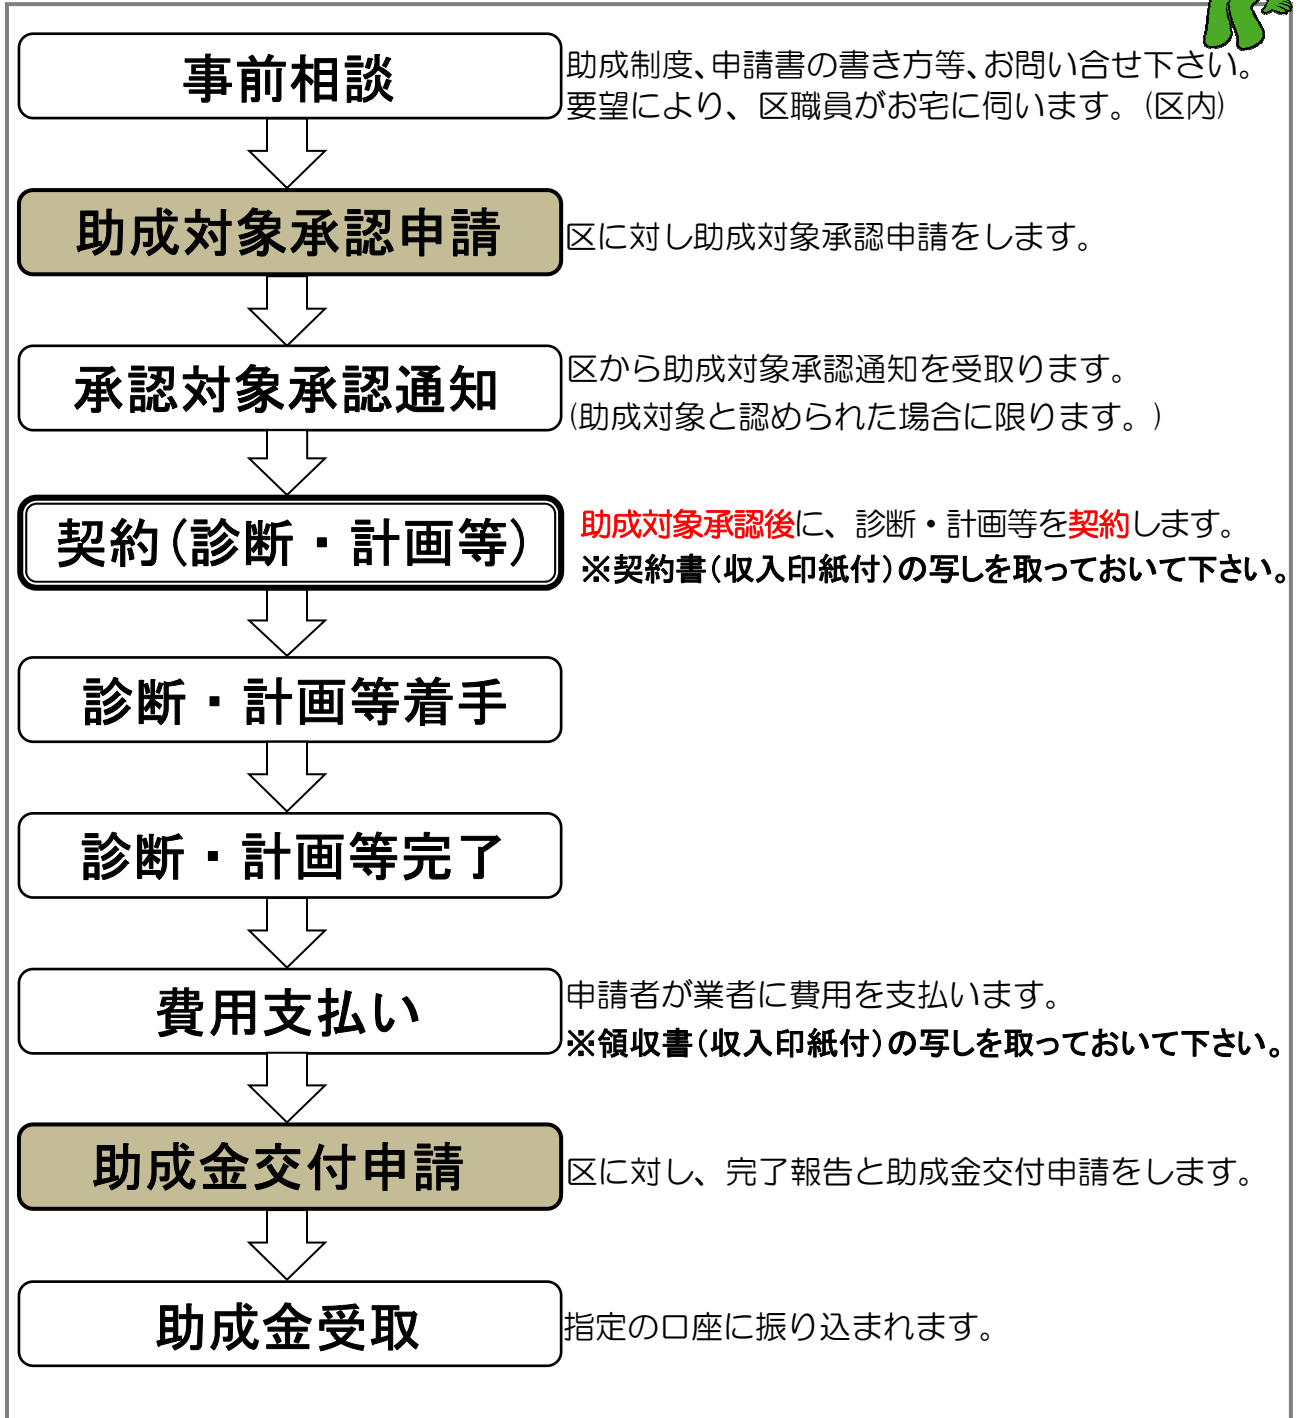 事前相談
助成制度、申請書の書き方等、お問い合せ下さい。
要望により、区職員がお宅に伺います。(区内)
助成対象承認申請
区に対し助成対象承認申請をします。
承認対象承認通知
区から助成対象承認通知を受取ります。
(助成対象と認められた場合に限ります。)
契約(診断・計画等)
助成対象承認後に、診断・計画等を契約します。
※契約書(収入印紙付)の写しを取っておいて下さい。
診断・計画等着手
診断・計画等完了
費用支払い
申請者が業者に費用を支払います。
※領収書(収入印紙付)の写しを取っておいて下さい。
助成金交付申請
区に対し、完了報告と助成金交付申請をします。
助成金受取
指定の口座に振り込まれます。